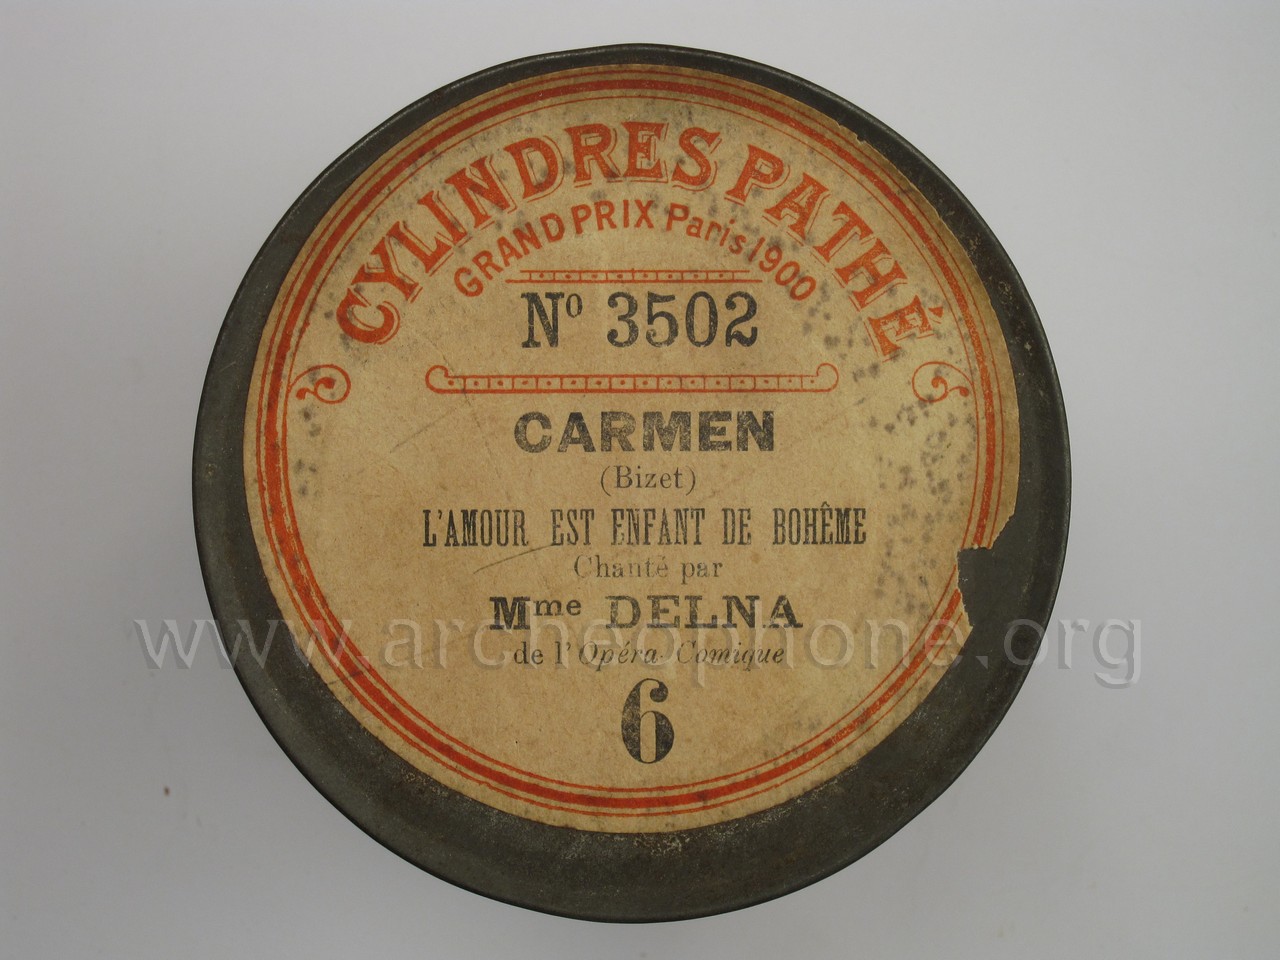 CYLINDRES PATHÉ
GRAND PRIX Paris 1900
Nº 3502
CARMEN
(Bizet)
L'AMOUR EST ENFANT DE BOHÊME
Chanté par
Mme DELNA
www.archeophone.org
de l'Opéra-Comique
6